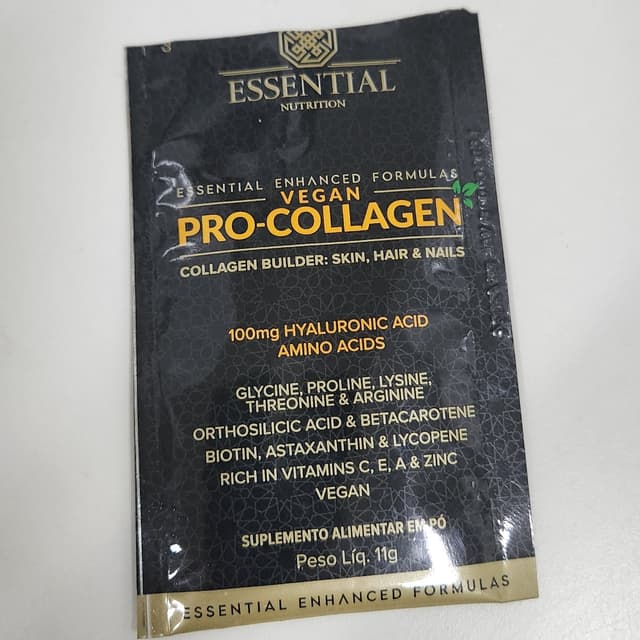 ESSENTIAL
NUTRITION
ESSENTIAL ENHANCED FORMULAS
VEGAN
PRO-COLLAGEN
COLLAGEN BUILDER: SKIN, HAIR & NAILS
100mg HYALURONIC ACID
AMINO ACIDS
GLYCINE, PROLINE, LYSINE,
THREONINE & ARGININE
ORTHOSILICIC ACID & BETACAROTENE
BIOTIN, ASTAXANTHIN & LYCOPENE
RICH IN VITAMINS C, E, A & ZINC
VEGAN
SUPLEMENTO ALIMENTAR EM PÓ
Peso Líq. 11g
ESSENTIAL ENHANCED FORMULAS